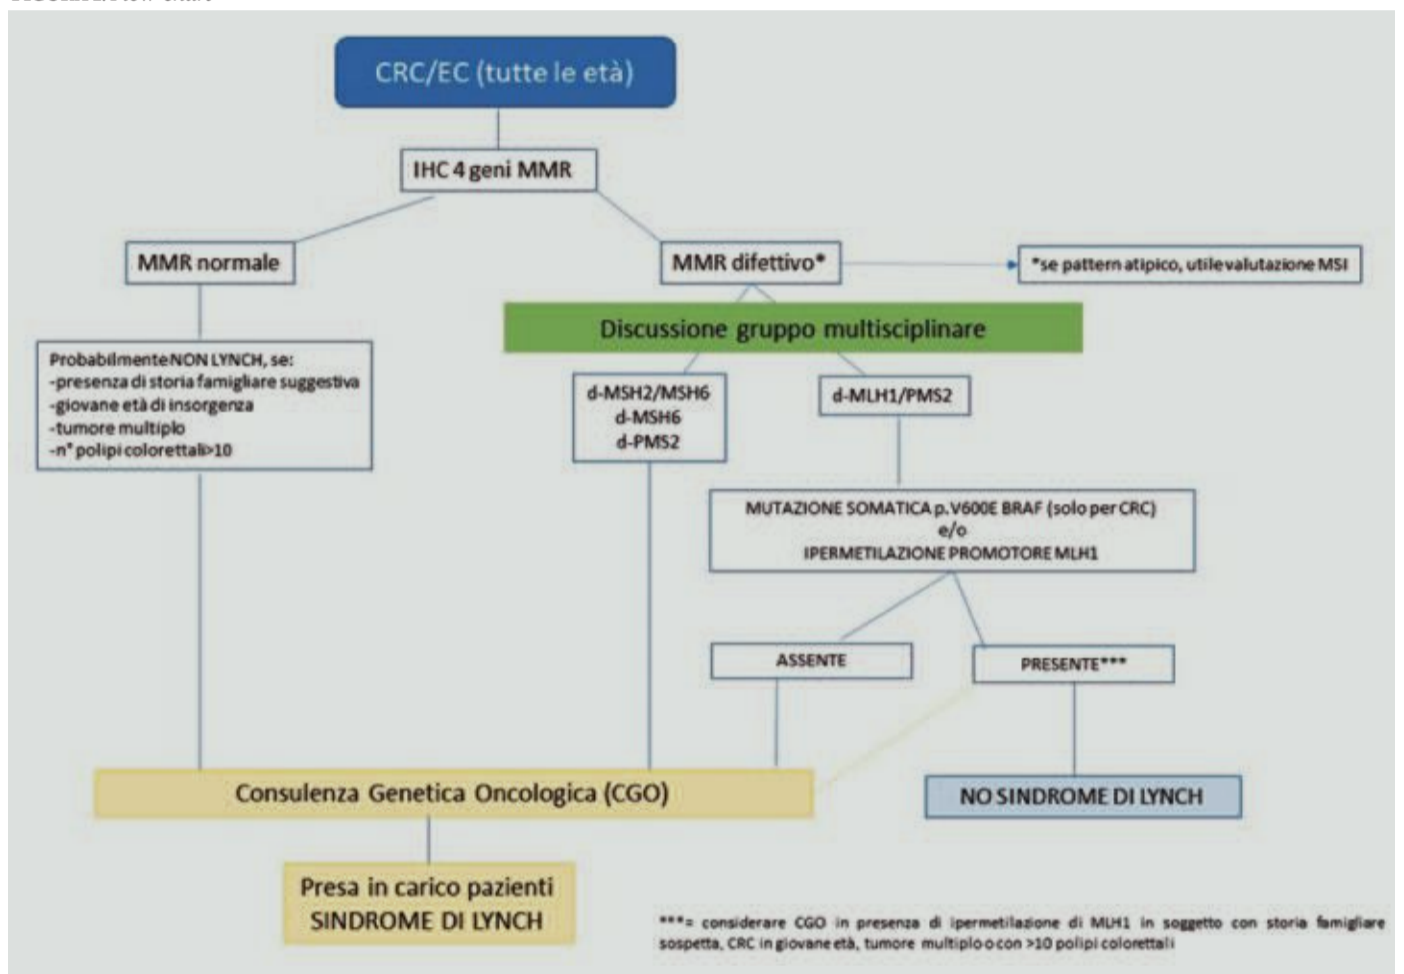 CRC/EC (tutte le età)
IHC 4 geni MMR
MMR normale
MMR difettivo*
*se pattern atipico, utile valutazione MSI
Discussione gruppo multisciplinare
Probabilmente NON LYNCH, se:
-presenza di storia famigliare suggestiva
-giovane età di insorgenza
-tumore multiplo
-n° polipi colorettali>10
d-MSH2/MSH6
d-MSH6
d-PMS2
d-MLH1/PMS2
MUTAZIONE SOMATICA p.V600E BRAF (solo per CRC)
e/o
IPERMETILAZIONE PROMOTORE MLH1
ASSENTE
PRESENTE***
Consulenza Genetica Oncologica (CGO)
NO SINDROME DI LYNCH
Presa in carico pazienti
SINDROME DI LYNCH
***= considerare CGO in presenza di ipermetilazione di MLH1 in soggetto con storia famigliare
sospetta, CRC in giovane età, tumore multiplo o con >10 polipi colorettali